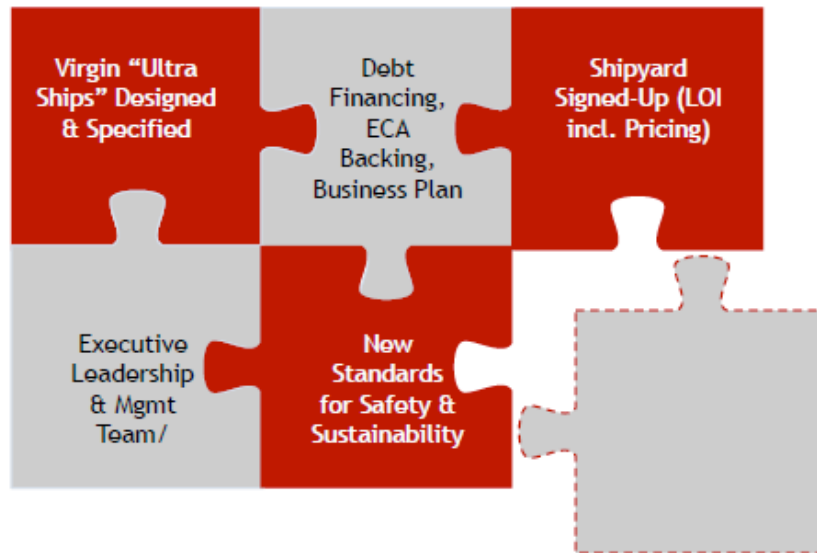 Virgin “Ultra
Ships” Designed
& Specified
Debt
Financing,
ECA
Backing,
Business Plan
Shipyard
Signed-Up (LOI
incl. Pricing)
Executive
Leadership
& Mgmt
Team/
New
Standards
for Safety &
Sustainability